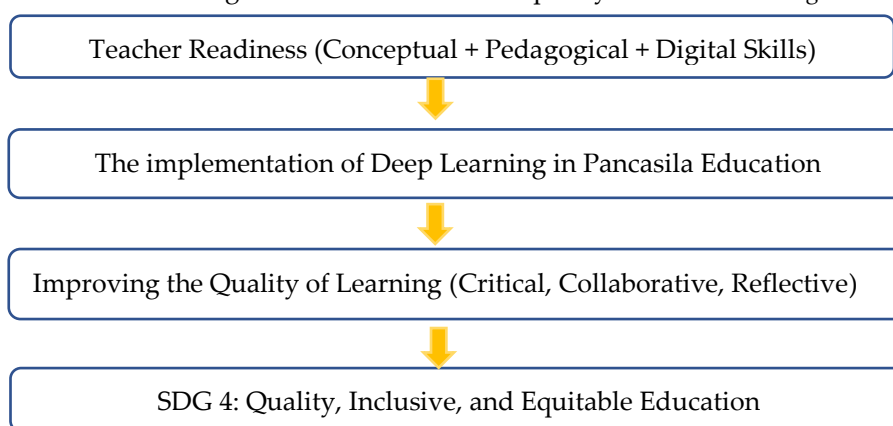 Teacher Readiness (Conceptual + Pedagogical + Digital Skills)
The implementation of Deep Learning in Pancasila Education
Improving the Quality of Learning (Critical, Collaborative, Reflective)
SDG 4: Quality, Inclusive, and Equitable Education